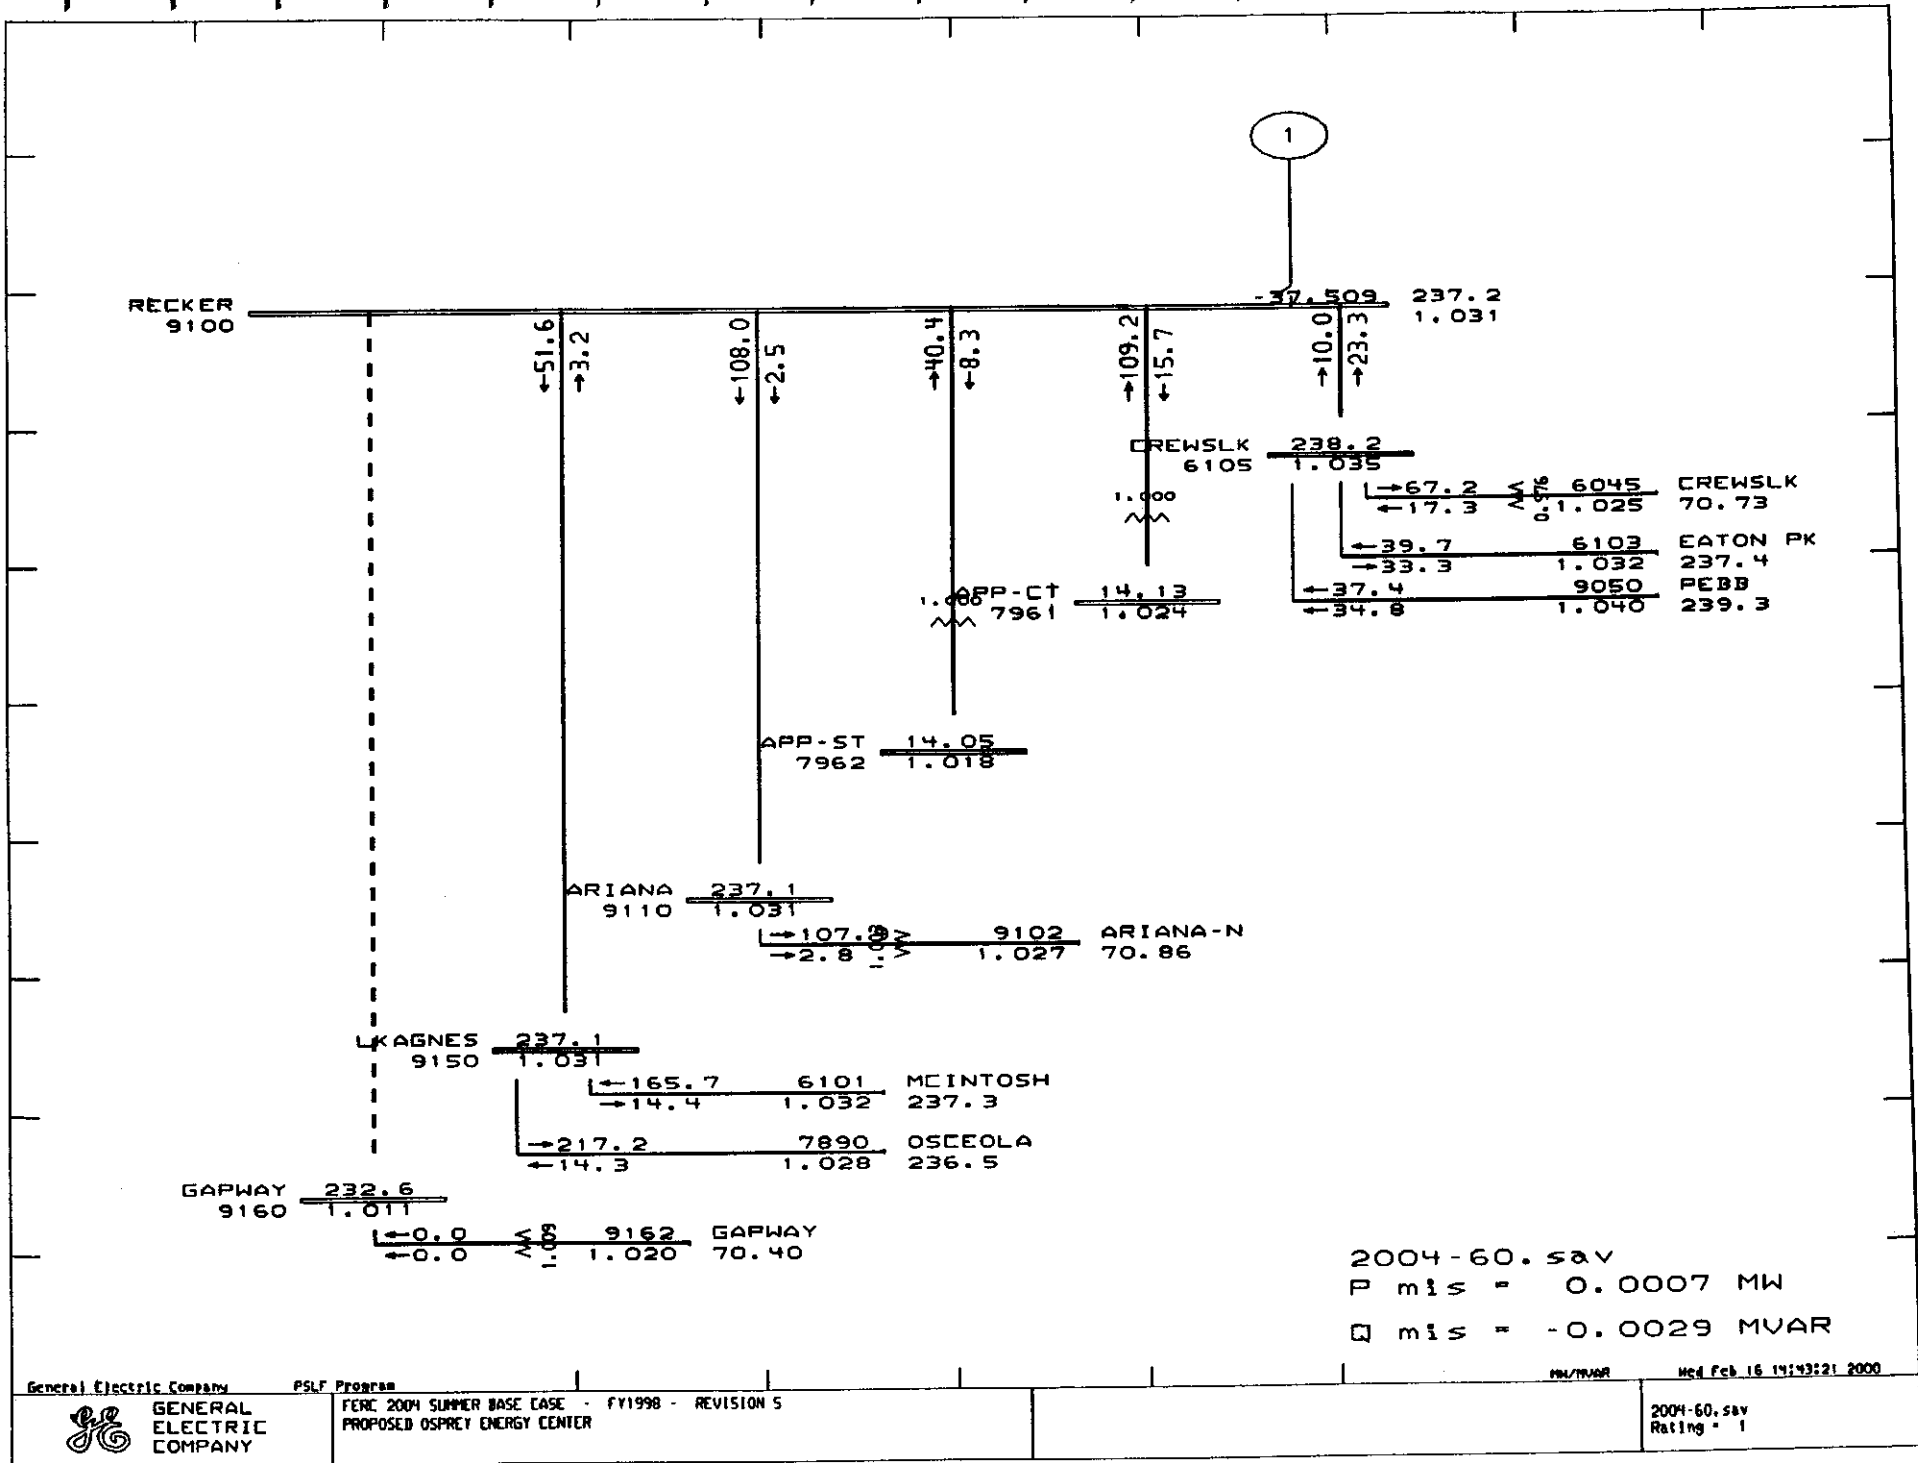 1
RECKER
9100
-37.509
237.2
1.031
←51.6
→3.2
←108.0
←2.5
→40.4
←8.3
→109.2
←15.7
→10.0
→23.3
CREWSLK
6105
238.2
1.035
→67.2
←17.3
0.976
6045
1.025
CREWSLK
70.73
1.000
←39.7
→33.3
6103
1.032
EATON PK
237.4
←37.4
←34.8
9050
1.040
PEBB
239.3
APP-CT
7961
14.13
1.024
1.000
APP-ST
7962
14.05
1.018
ARIANA
9110
237.1
1.031
→107.9
→2.8
9102
1.027
ARIANA-N
70.86
LKAGNES
9150
237.1
1.031
←165.7
→14.4
6101
1.032
MCINTOSH
237.3
→217.2
←14.3
7890
1.028
OSCEOLA
236.5
GAPWAY
9160
232.6
1.011
←0.0
←0.0
1.009
9162
1.020
GAPWAY
70.40
2004-60.sav
P mis = 0.0007 MW
Q mis = -0.0029 MVAR
MW/MVAR
Wed Feb 16 14:43:21 2000
General Electric Company PSLF Program
GENERAL
ELECTRIC
COMPANY
FERC 2004 SUMMER BASE CASE - FY1998 - REVISION 5
PROPOSED OSPREY ENERGY CENTER
2004-60.sav
Rating = 1